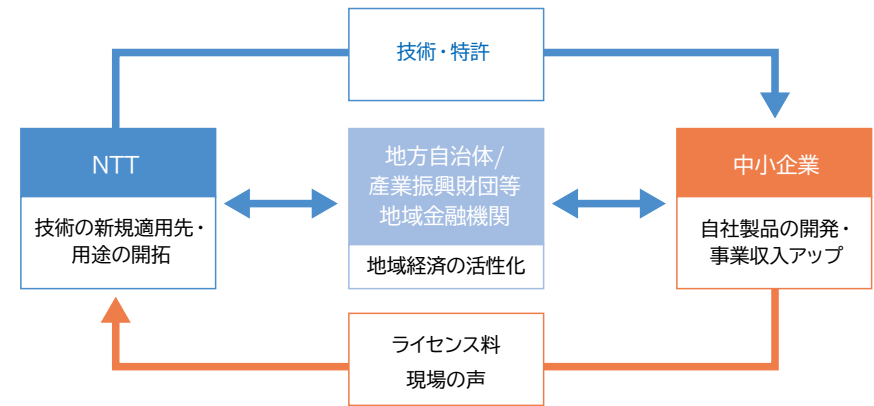 技術・特許
NTT
技術の新規適用先・
用途の開拓
地方自治体/
産業振興財団等
地域金融機関
地域経済の活性化
中小企業
自社製品の開発・
事業収入アップ
ライセンス料
現場の声